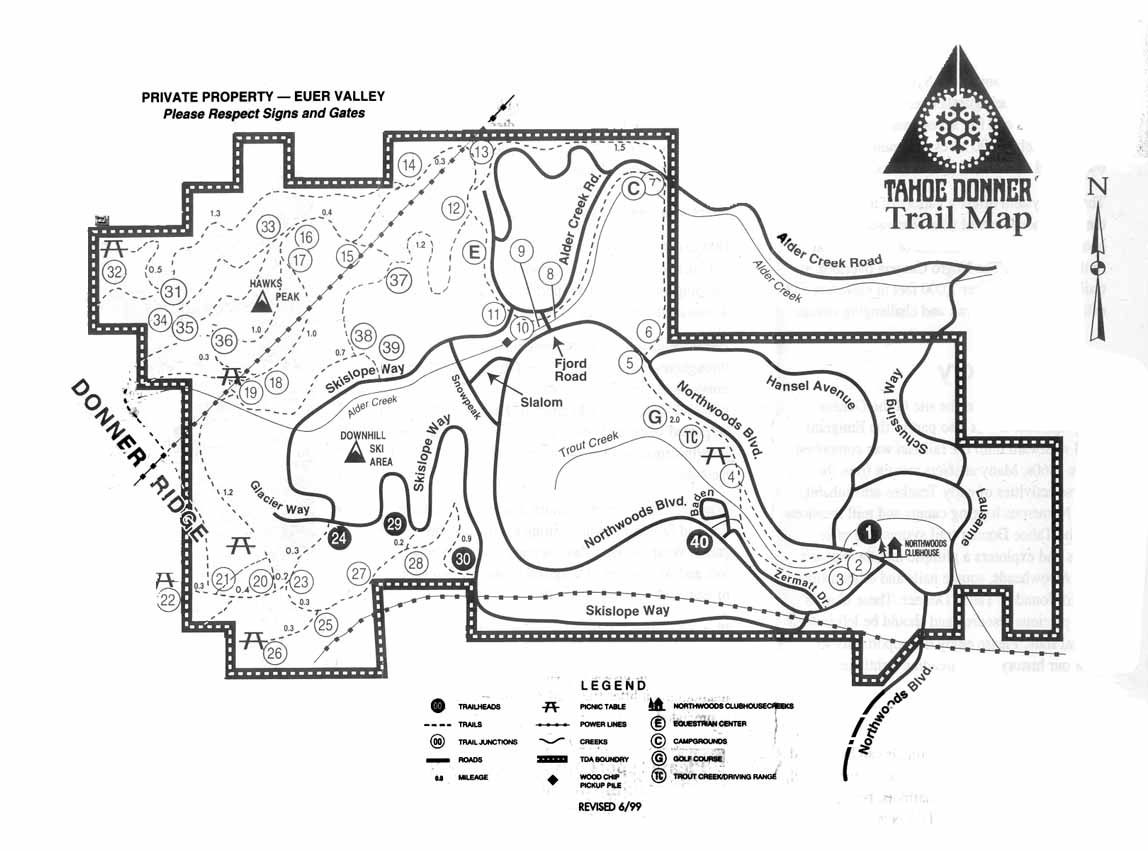 PRIVATE PROPERTY — EUER VALLEY
Please Respect Signs and Gates
TAHOE DONNER
Trail Map
N
13
14
0.3
1.5
C
7
12
1.3
33
0.4
16
17
15
1.2
37
E
9
8
Alder Creek Rd.
Alder Creek Road
Alder Creek
32
0.5
31
HAWKS
PEAK
34
35
36
1.0
1.0
0.3
19
18
11
10
38
39
0.7
Skislope Way
Alder Creek
Snowpeak
Slalom
Fjord
Road
6
5
Hansel Avenue
Schussing Way
Northwoods Blvd.
G
2.0
TC
4
Trout Creek
DONNER RIDGE
DOWNHILL
SKI
AREA
Skislope Way
Glacier Way
1.2
24
29
30
0.9
0.2
Northwoods Blvd.
Baden
40
Lausanne
1
NORTHWOODS
CLUBHOUSE
2
3
Zermatt Dr.
0.3
21
0.4
20
0.2
23
0.3
27
28
22
0.3
25
0.3
26
Skislope Way
Northwoods Blvd.
LEGEND
00 TRAILHEADS
TRAILS
00 TRAIL JUNCTIONS
ROADS
0.0 MILEAGE
PICNIC TABLE
POWER LINES
CREEKS
TDA BOUNDRY
WOOD CHIP
PICKUP PILE
NORTHWOODS CLUBHOUSECREEKS
E EQUESTRIAN CENTER
C CAMPGROUNDS
G GOLF COURSE
TC TROUT CREEK/DRIVING RANGE
REVISED 6/99